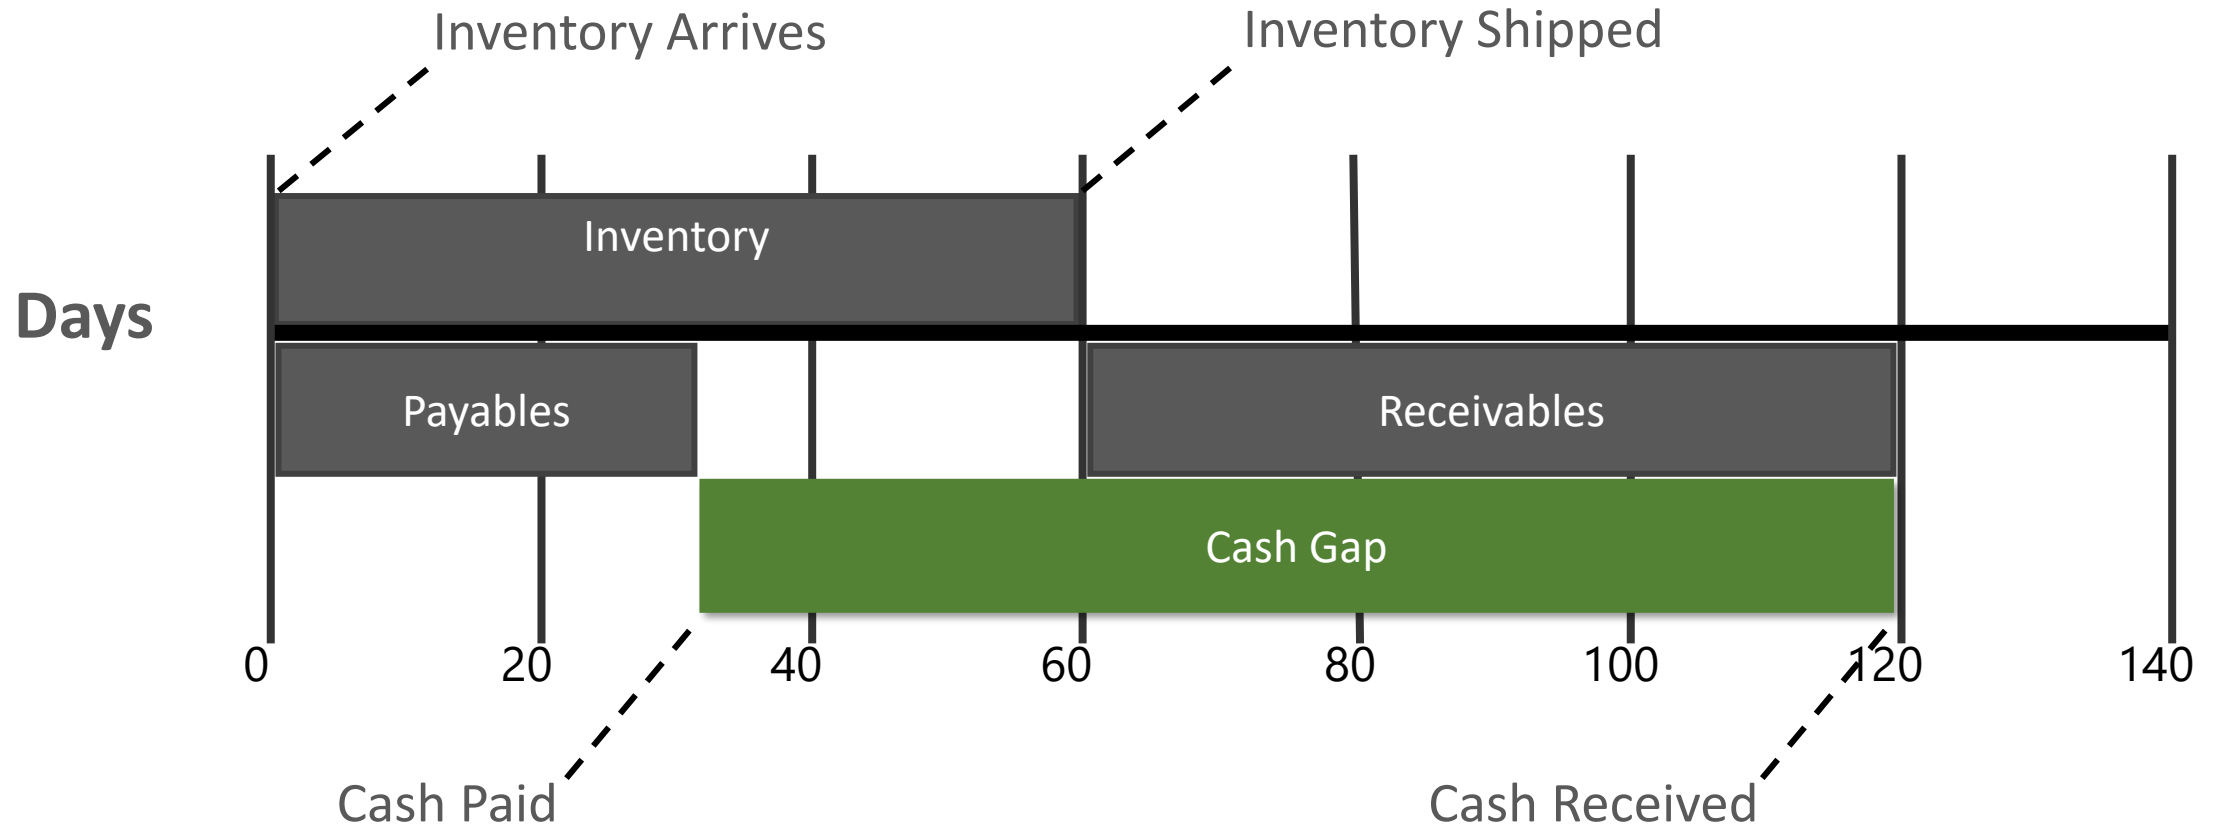 Inventory Arrives
Inventory Shipped
Inventory
Days
Payables
Receivables
Cash Gap
0 20 40 60 80 100 120 140
Cash Paid
Cash Received